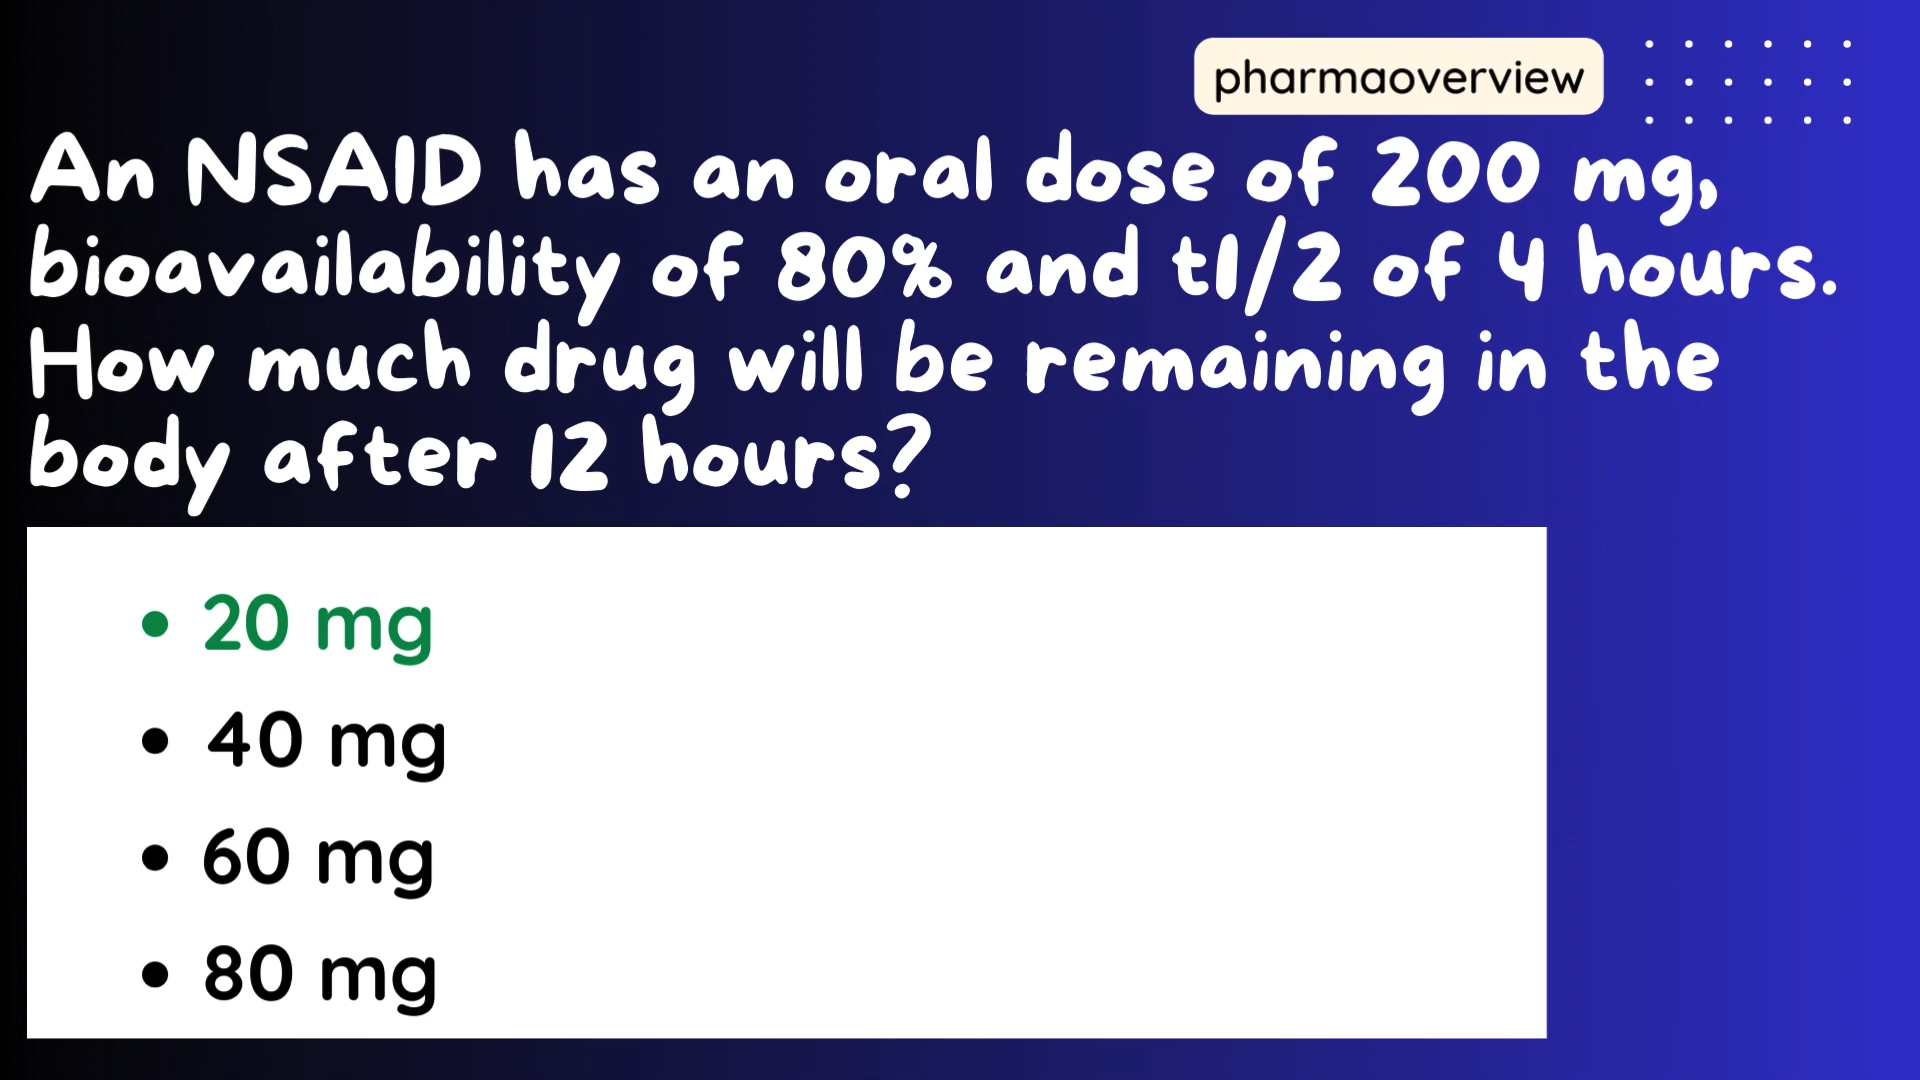 pharmaoverview
An NSAID has an oral dose of 200 mg,
bioavailability of 80% and t1/2 of 4 hours.
How much drug will be remaining in the
body after 12 hours?
• 20 mg
• 40 mg
• 60 mg
• 80 mg